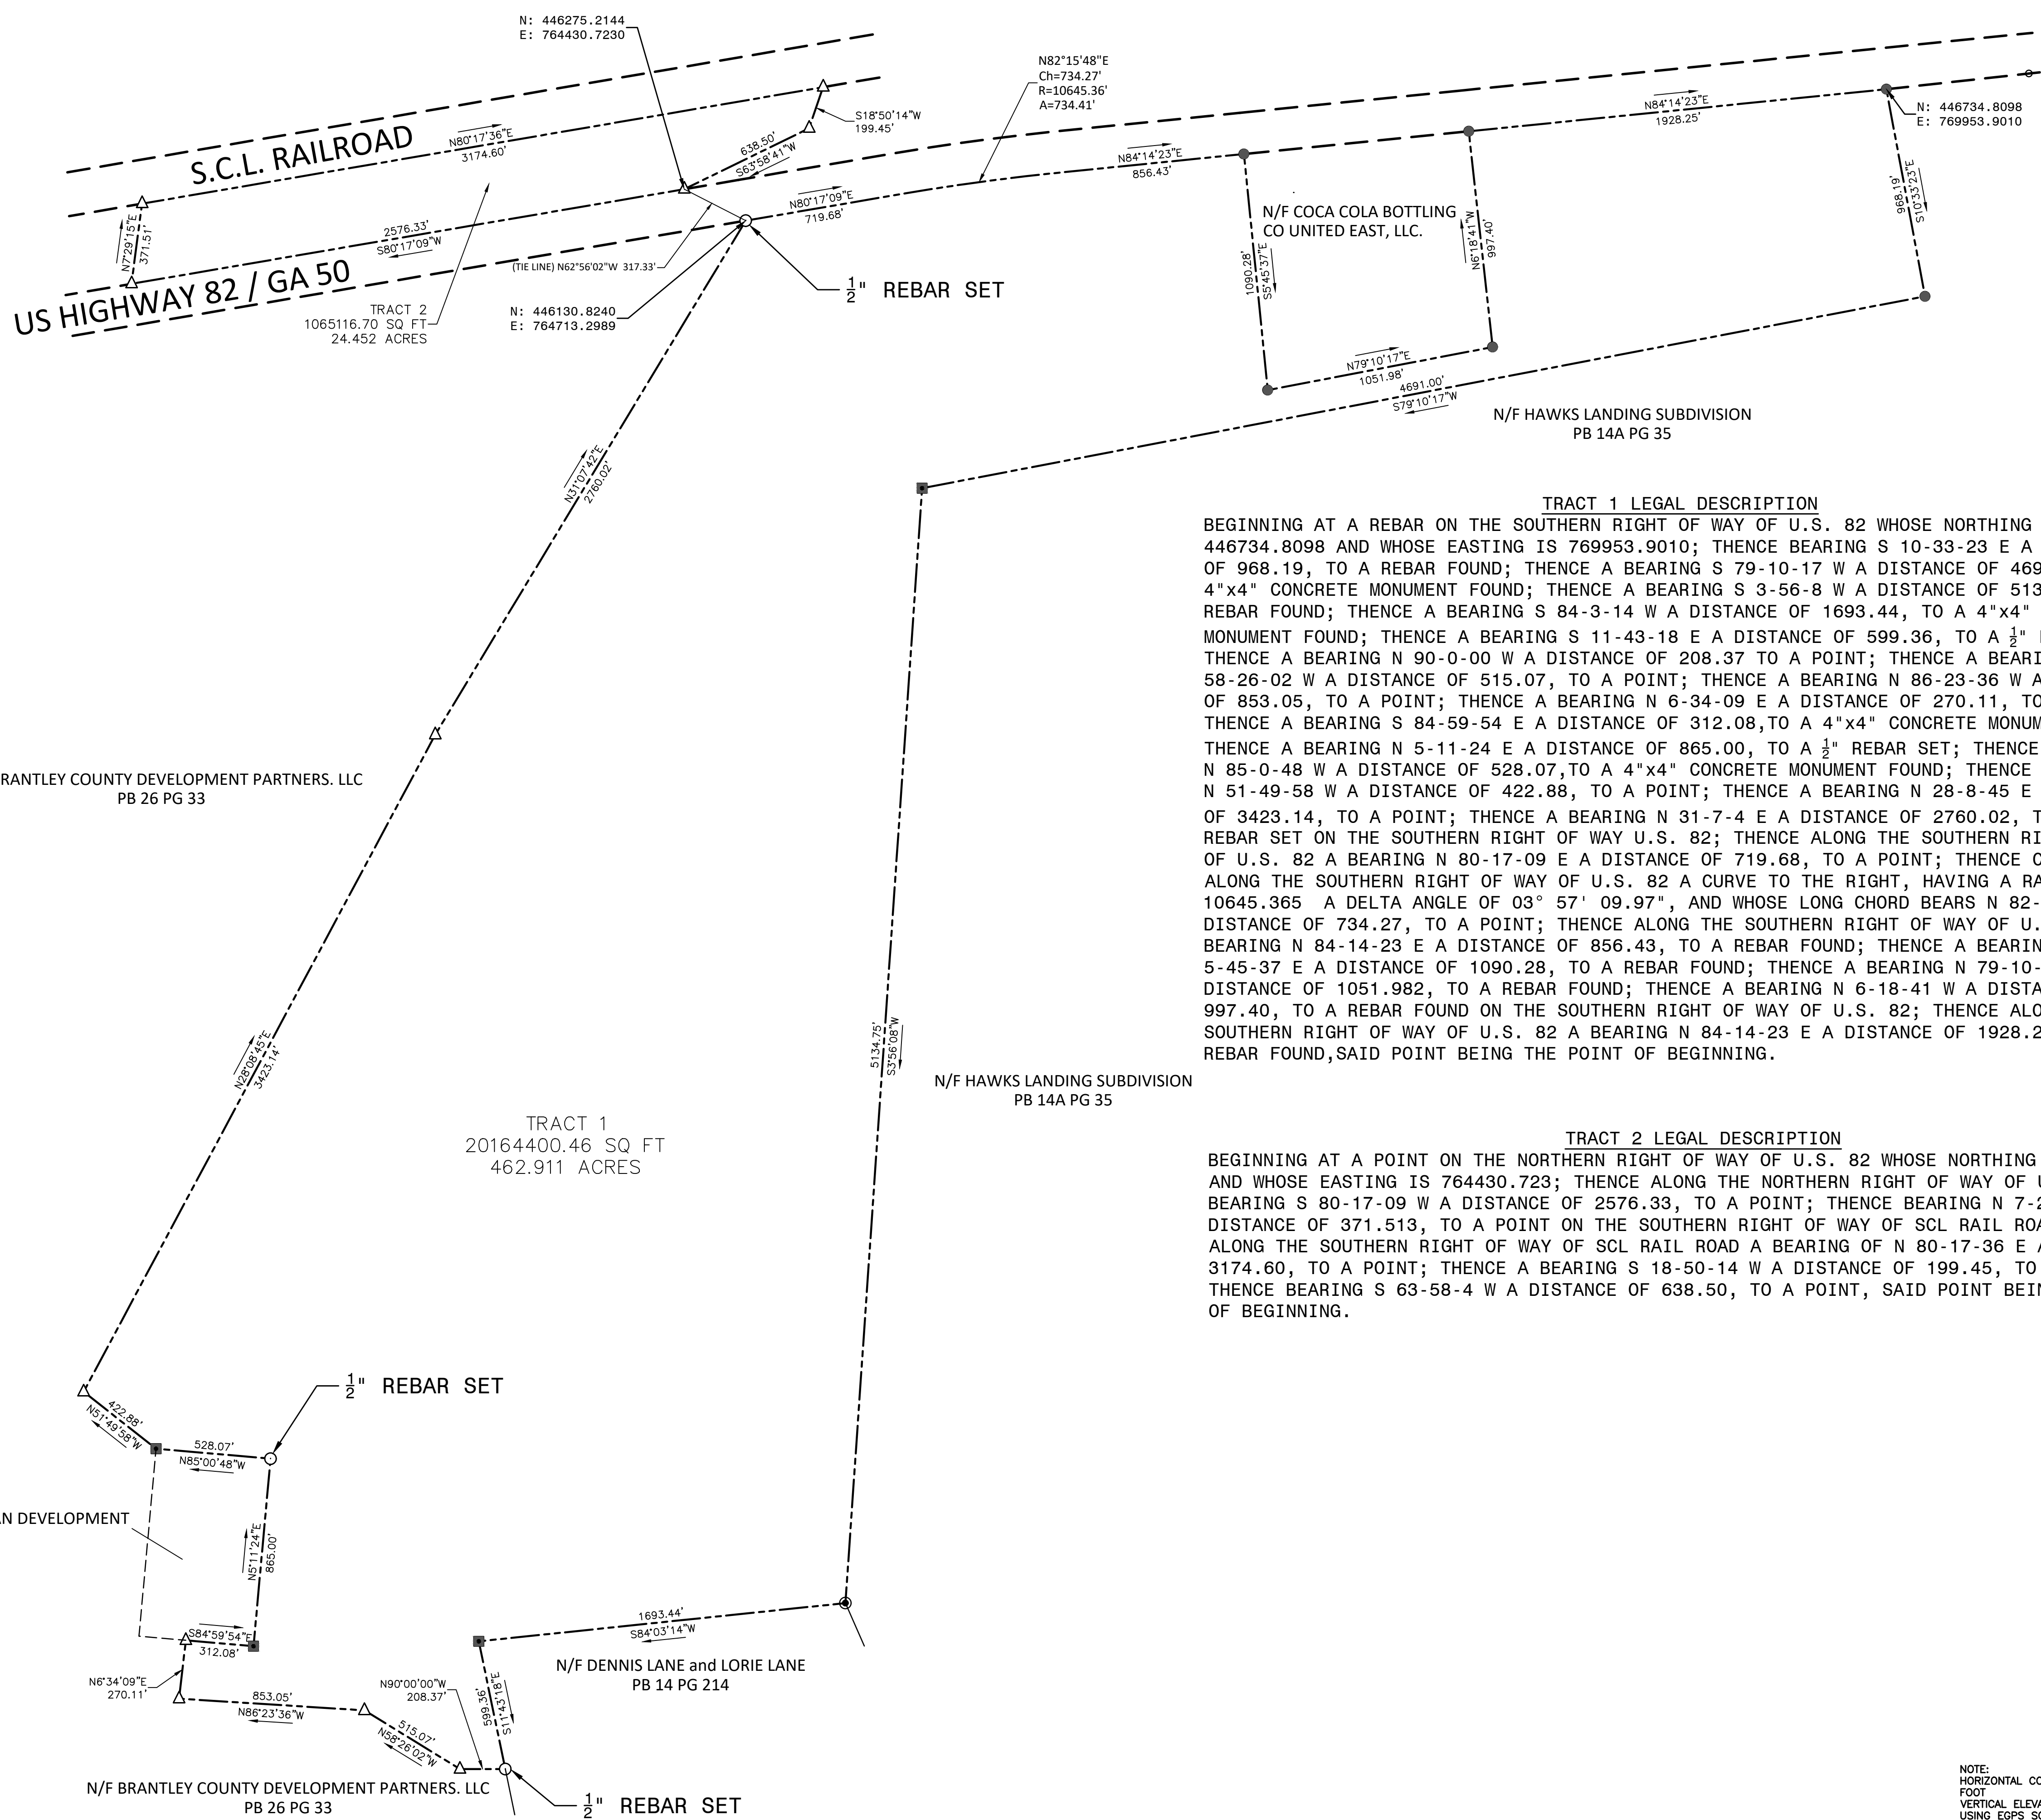 N: 446275.2144
E: 764430.7230
N82°15'48"E
Ch=734.27'
R=10645.36'
A=734.41'
S.C.L. RAILROAD
N80°17'36"E
3174.60'
S18°50'14"W
199.45'
638.50'
S63°58'41"W
N84°14'23"E
1928.25'
N: 446734.8098
E: 769953.9010
N84°14'23"E
856.43'
N7°29'15"E
371.51'
2576.33'
S80°17'09"W
N80°17'09"E
719.68'
N/F COCA COLA BOTTLING
CO UNITED EAST, LLC.
N6°18'41"W
997.40'
968.19'
S10°33'23"E
1090.28'
S5°45'37"E
(TIE LINE) N62°56'02"W 317.33'
US HIGHWAY 82 / GA 50
1/2" REBAR SET
TRACT 2
1065116.70 SQ FT
24.452 ACRES
N: 446130.8240
E: 764713.2989
N79°10'17"E
1051.98'
4691.00'
S79°10'17"W
N/F HAWKS LANDING SUBDIVISION
PB 14A PG 35
N31°07'42"E
2760.02'
TRACT 1 LEGAL DESCRIPTION
BEGINNING AT A REBAR ON THE SOUTHERN RIGHT OF WAY OF U.S. 82 WHOSE NORTHING
446734.8098 AND WHOSE EASTING IS 769953.9010; THENCE BEARING S 10-33-23 E A
OF 968.19, TO A REBAR FOUND; THENCE A BEARING S 79-10-17 W A DISTANCE OF 469
4"x4" CONCRETE MONUMENT FOUND; THENCE A BEARING S 3-56-8 W A DISTANCE OF 513
REBAR FOUND; THENCE A BEARING S 84-3-14 W A DISTANCE OF 1693.44, TO A 4"x4"
MONUMENT FOUND; THENCE A BEARING S 11-43-18 E A DISTANCE OF 599.36, TO A 1/2"
THENCE A BEARING N 90-0-00 W A DISTANCE OF 208.37 TO A POINT; THENCE A BEARI
58-26-02 W A DISTANCE OF 515.07, TO A POINT; THENCE A BEARING N 86-23-36 W A
OF 853.05, TO A POINT; THENCE A BEARING N 6-34-09 E A DISTANCE OF 270.11, TO
THENCE A BEARING S 84-59-54 E A DISTANCE OF 312.08,TO A 4"x4" CONCRETE MONUM
THENCE A BEARING N 5-11-24 E A DISTANCE OF 865.00, TO A 1/2" REBAR SET; THENCE
N 85-0-48 W A DISTANCE OF 528.07,TO A 4"x4" CONCRETE MONUMENT FOUND; THENCE
N 51-49-58 W A DISTANCE OF 422.88, TO A POINT; THENCE A BEARING N 28-8-45 E
OF 3423.14, TO A POINT; THENCE A BEARING N 31-7-4 E A DISTANCE OF 2760.02, T
REBAR SET ON THE SOUTHERN RIGHT OF WAY U.S. 82; THENCE ALONG THE SOUTHERN RI
OF U.S. 82 A BEARING N 80-17-09 E A DISTANCE OF 719.68, TO A POINT; THENCE C
ALONG THE SOUTHERN RIGHT OF WAY OF U.S. 82 A CURVE TO THE RIGHT, HAVING A RA
10645.365 A DELTA ANGLE OF 03° 57' 09.97", AND WHOSE LONG CHORD BEARS N 82-
DISTANCE OF 734.27, TO A POINT; THENCE ALONG THE SOUTHERN RIGHT OF WAY OF U.
BEARING N 84-14-23 E A DISTANCE OF 856.43, TO A REBAR FOUND; THENCE A BEARIN
5-45-37 E A DISTANCE OF 1090.28, TO A REBAR FOUND; THENCE A BEARING N 79-10-
DISTANCE OF 1051.982, TO A REBAR FOUND; THENCE A BEARING N 6-18-41 W A DISTA
997.40, TO A REBAR FOUND ON THE SOUTHERN RIGHT OF WAY OF U.S. 82; THENCE ALO
SOUTHERN RIGHT OF WAY OF U.S. 82 A BEARING N 84-14-23 E A DISTANCE OF 1928.2
REBAR FOUND,SAID POINT BEING THE POINT OF BEGINNING.
RANTLEY COUNTY DEVELOPMENT PARTNERS. LLC
PB 26 PG 33
N28°08'45"E
3423.14'
5134.75'
S3°56'08"W
N/F HAWKS LANDING SUBDIVISION
PB 14A PG 35
TRACT 1
20164400.46 SQ FT
462.911 ACRES
TRACT 2 LEGAL DESCRIPTION
BEGINNING AT A POINT ON THE NORTHERN RIGHT OF WAY OF U.S. 82 WHOSE NORTHING
AND WHOSE EASTING IS 764430.723; THENCE ALONG THE NORTHERN RIGHT OF WAY OF U
BEARING S 80-17-09 W A DISTANCE OF 2576.33, TO A POINT; THENCE BEARING N 7-2
DISTANCE OF 371.513, TO A POINT ON THE SOUTHERN RIGHT OF WAY OF SCL RAIL ROA
ALONG THE SOUTHERN RIGHT OF WAY OF SCL RAIL ROAD A BEARING OF N 80-17-36 E A
3174.60, TO A POINT; THENCE A BEARING S 18-50-14 W A DISTANCE OF 199.45, TO
THENCE BEARING S 63-58-4 W A DISTANCE OF 638.50, TO A POINT, SAID POINT BEIN
OF BEGINNING.
1/2" REBAR SET
422.88'
N51°49'58"W
528.07'
N85°00'48"W
AN DEVELOPMENT
N5°11'24"E
865.00'
S84°59'54"E
312.08'
1693.44'
S84°03'14"W
N/F DENNIS LANE and LORIE LANE
PB 14 PG 214
N6°34'09"E
270.11'
853.05'
N86°23'36"W
N90°00'00"W
208.37'
599.36'
S11°43'18"E
515.07'
N58°26'02"W
N/F BRANTLEY COUNTY DEVELOPMENT PARTNERS. LLC
PB 26 PG 33
1/2" REBAR SET
NOTE:
HORIZONTAL CO
FOOT
VERTICAL ELEVA
USING EGPS SO